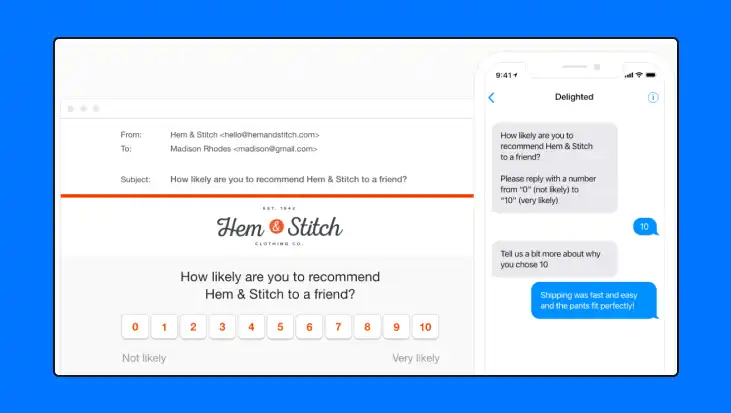 From: Hem & Stitch <hello@hemandstitch.com>
To: Madison Rhodes <madison@gmail.com>
Subject: How likely are you to recommend Hem & Stitch to a friend?
EST. 1942
Hem & Stitch
CLOTHING CO.
How likely are you to recommend
Hem & Stitch to a friend?
0 1 2 3 4 5 6 7 8 9 10
Not likely Very likely
9:41
Delighted
How likely are you to
recommend Hem & Stitch
to a friend?
Please reply with a number
from "0" (not likely) to
"10" (very likely)
10
Tell us a bit more about why
you chose 10
Shipping was fast and easy
and the pants fit perfectly!